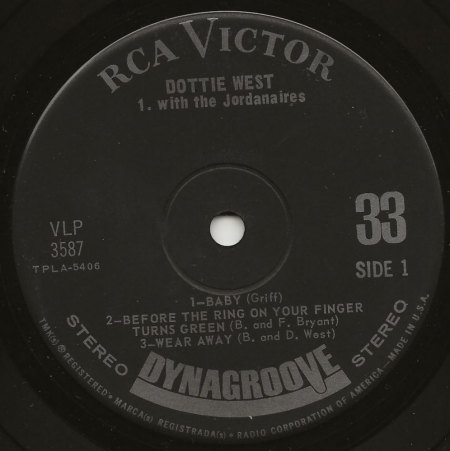 RCA VICTOR
DOTTIE WEST
1. with the Jordanaires
VLP
3587
TPLA-5406
33
SIDE 1
1—BABY (Griff)
2—BEFORE THE RING ON YOUR FINGER
TURNS GREEN (B. and F. Bryant)
3—WEAR AWAY (B. and D. West)
STEREO
DYNAGROOVE
STEREO
TMK(s) ® REGISTERED • MARCA(s) REGISTRADA(s) • RADIO CORPORATION OF AMERICA - MADE IN U.S.A.